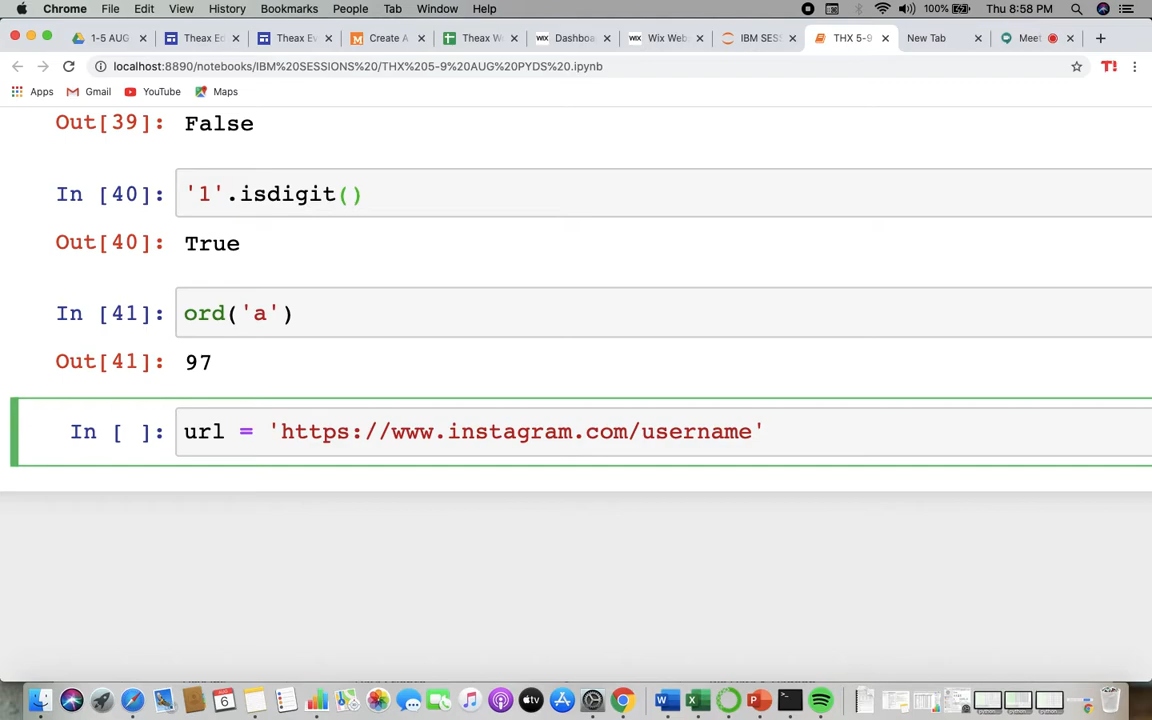 Chrome File Edit View History Bookmarks People Tab Window Help 100% Thu 8:58 PM
1-5 AUG Theax Ed Theax Ev Create A Theax W Dashboa Wix Web IBM SES THX 5-9 New Tab Meet
localhost:8890/notebooks/IBM%20SESSIONS%20/THX%205-9%20AUG%20PYDS%20.ipynb T!
Apps Gmail YouTube Maps
Out[39]: False
In [40]: '1'.isdigit()
Out[40]: True
In [41]: ord('a')
Out[41]: 97
In [ ]: url = 'https://www.instagram.com/username'